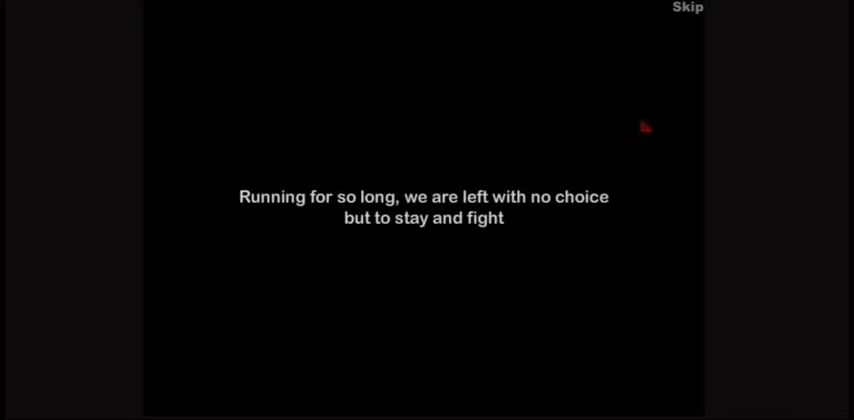 Skip
Running for so long, we are left with no choice
but to stay and fight